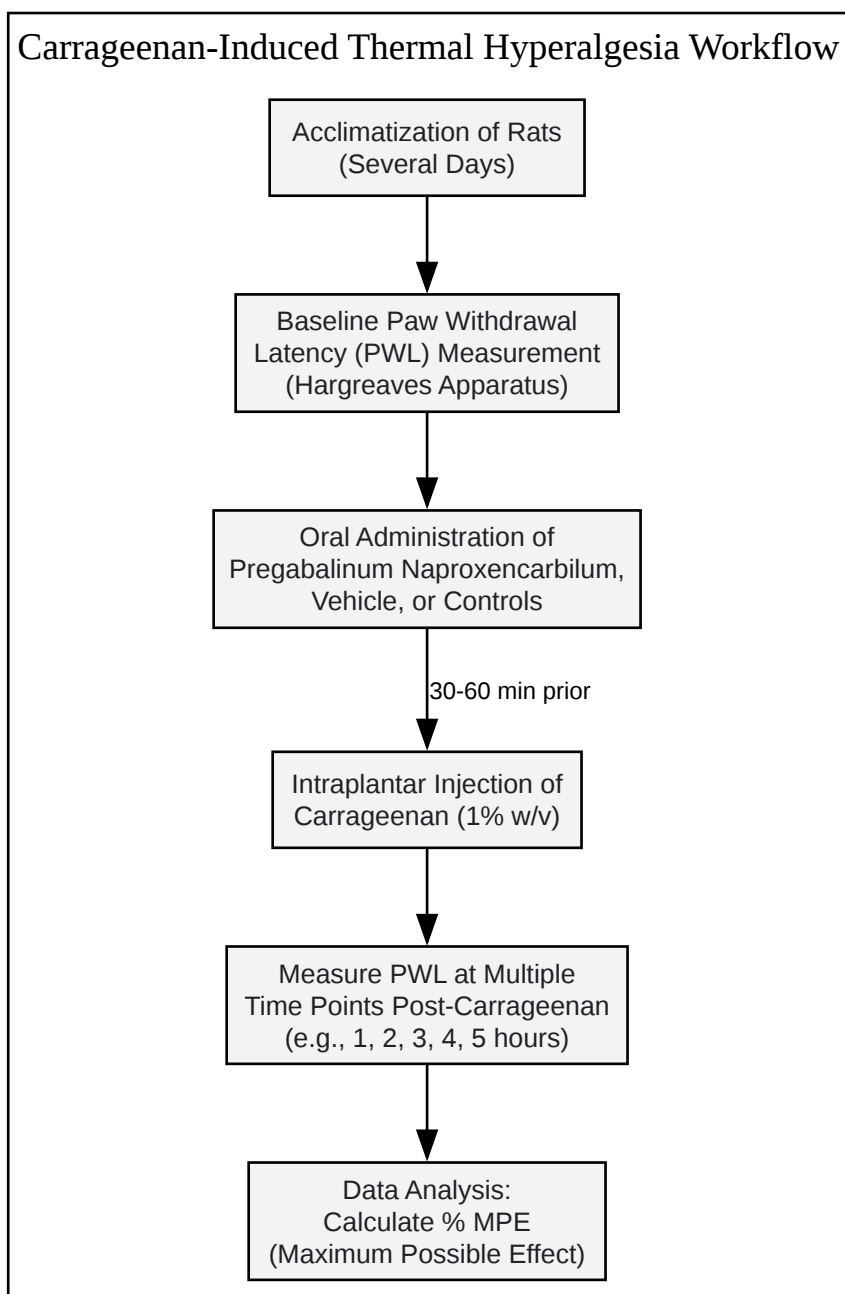 Carrageenan-Induced Thermal Hyperalgesia Workflow
Acclimatization of Rats
(Several Days)
Baseline Paw Withdrawal
Latency (PWL) Measurement
(Hargreaves Apparatus)
Oral Administration of
Pregabalinum Naproxencarbilum,
Vehicle, or Controls
30-60 min prior
Intraplantar Injection of
Carrageenan (1% w/v)
Measure PWL at Multiple
Time Points Post-Carrageenan
(e.g., 1, 2, 3, 4, 5 hours)
Data Analysis:
Calculate % MPE
(Maximum Possible Effect)